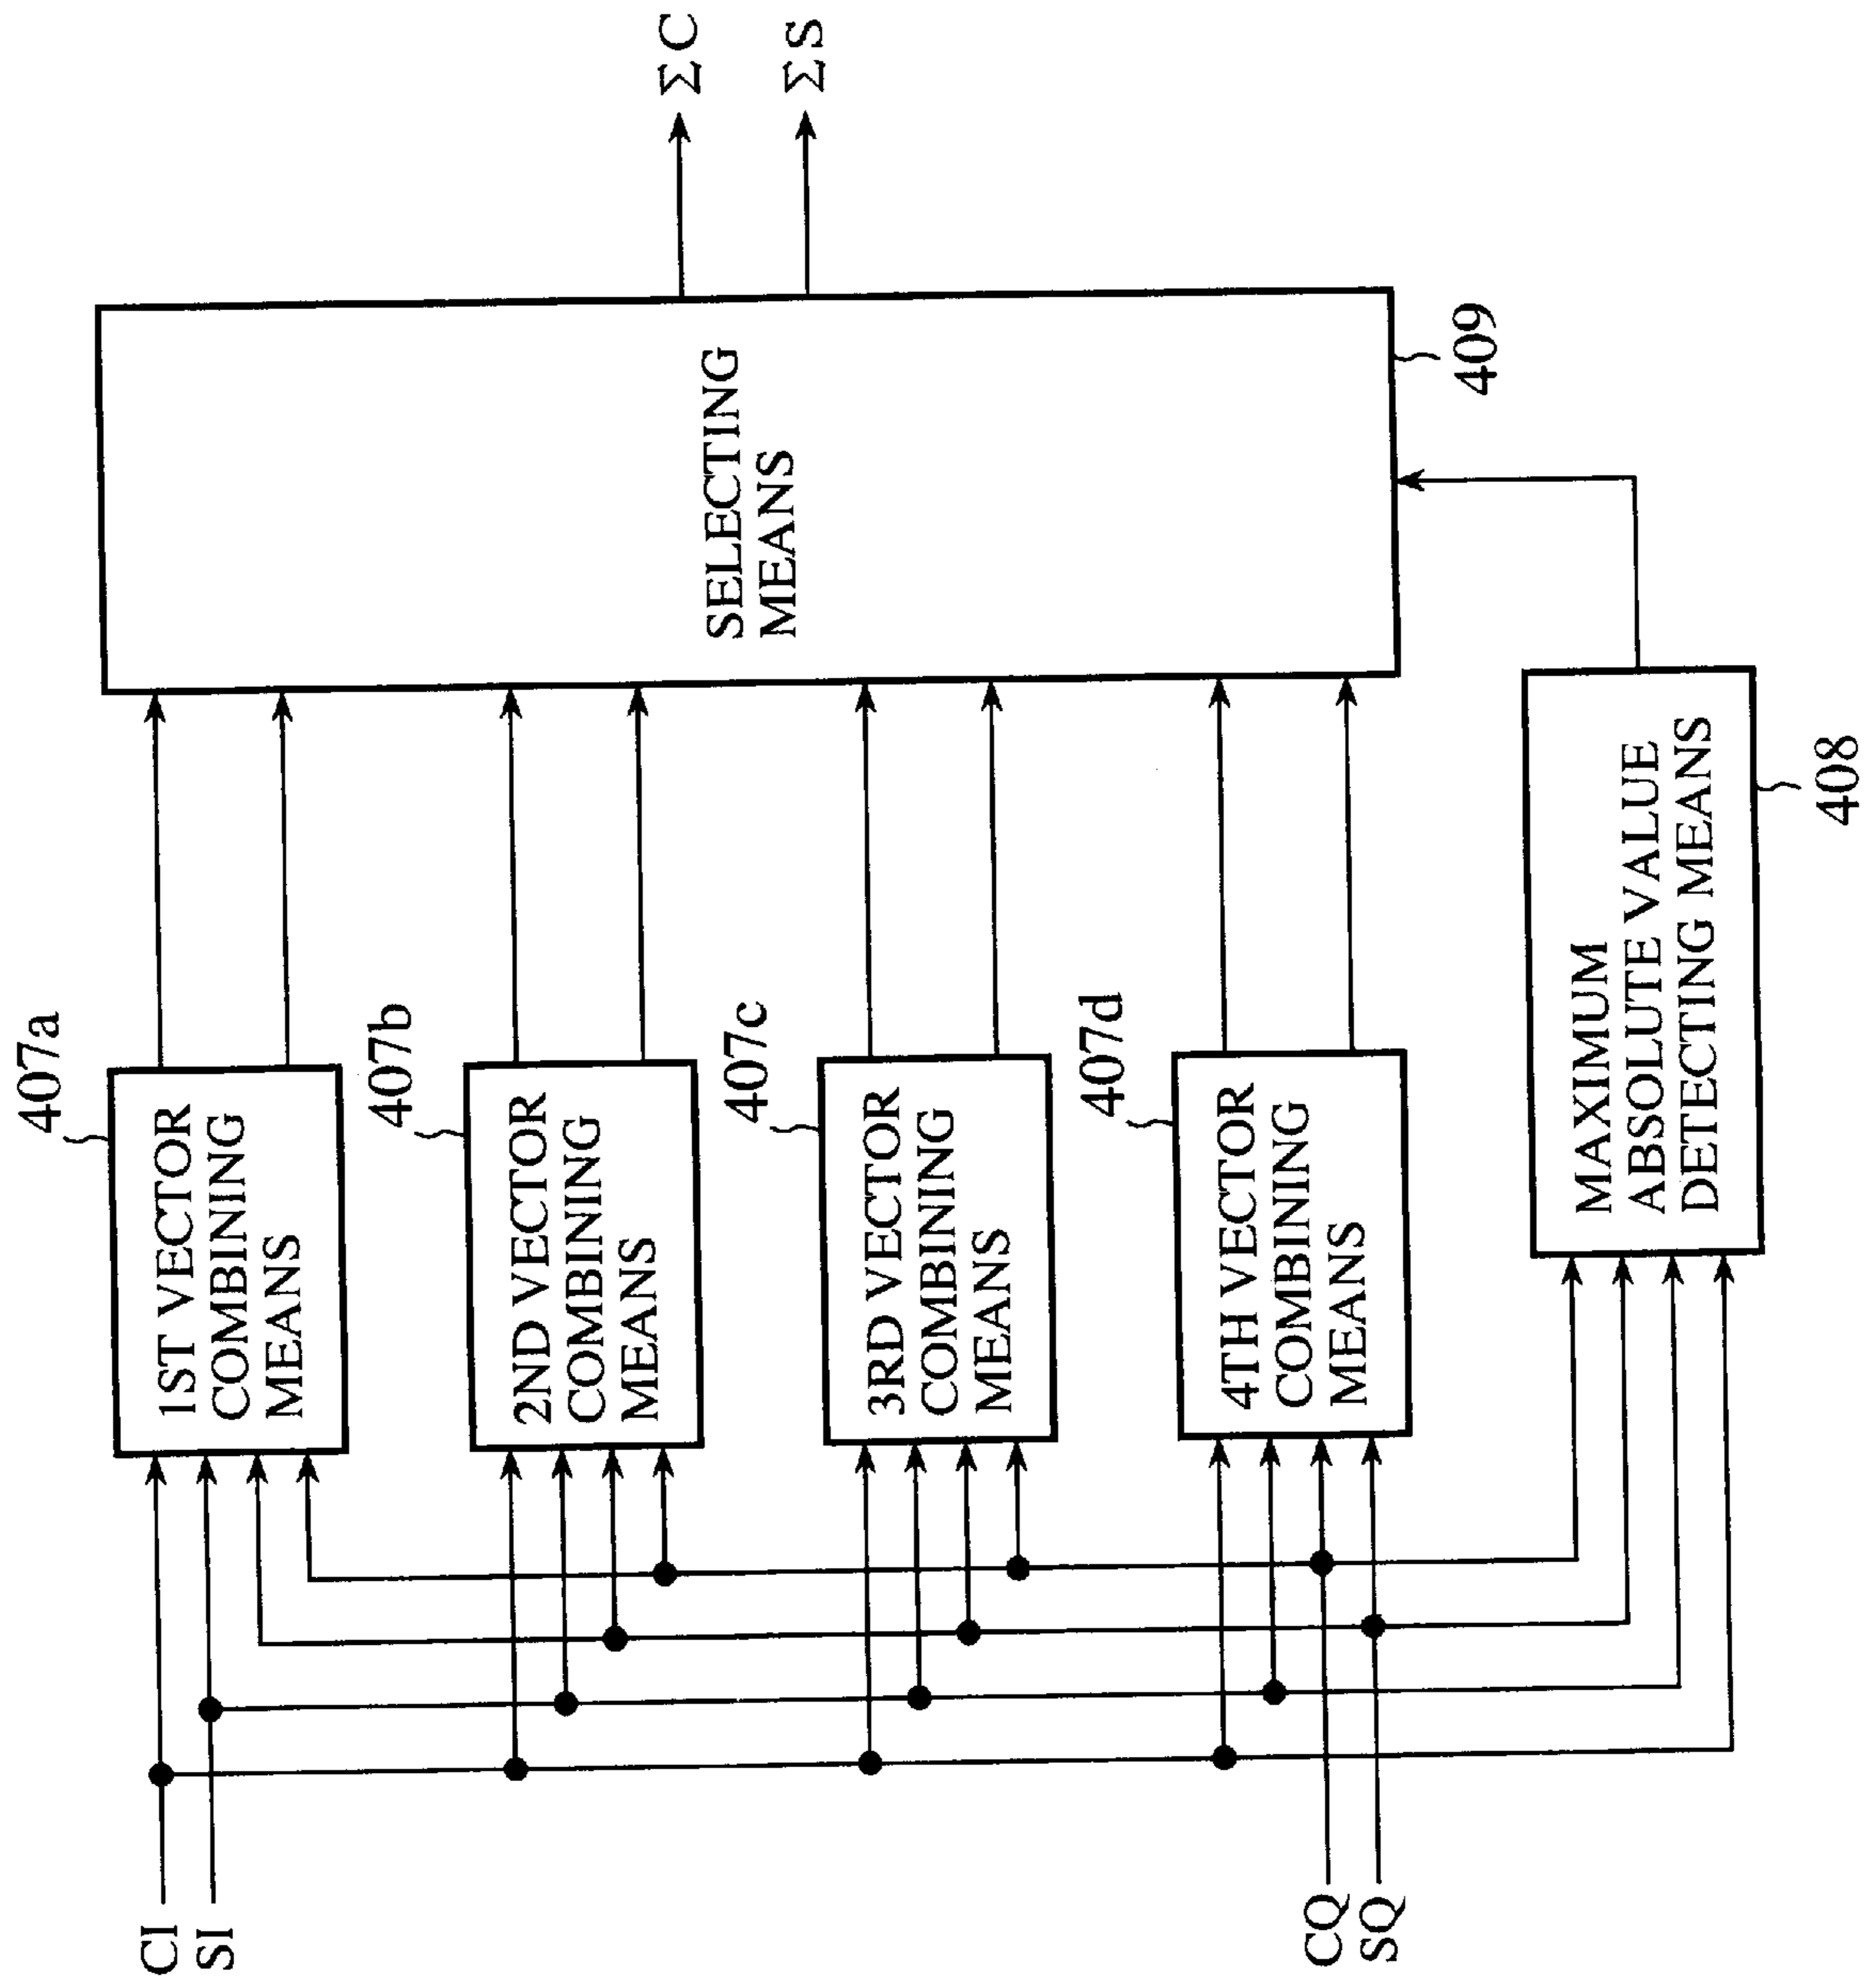 407a
1ST VECTOR
COMBINING
MEANS
407b
2ND VECTOR
COMBINING
MEANS
407c
3RD VECTOR
COMBINING
MEANS
407d
4TH VECTOR
COMBINING
MEANS
MAXIMUM
ABSOLUTE VALUE
DETECTING MEANS
408
SELECTING
MEANS
409
CI
SI
CQ
SQ
ΣC
ΣS